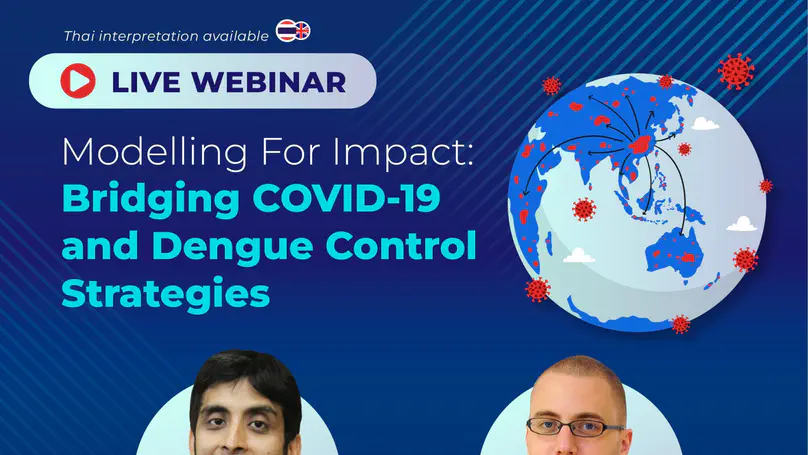 Thai interpretation available
LIVE WEBINAR
Modelling For Impact:
Bridging COVID-19
and Dengue Control
Strategies